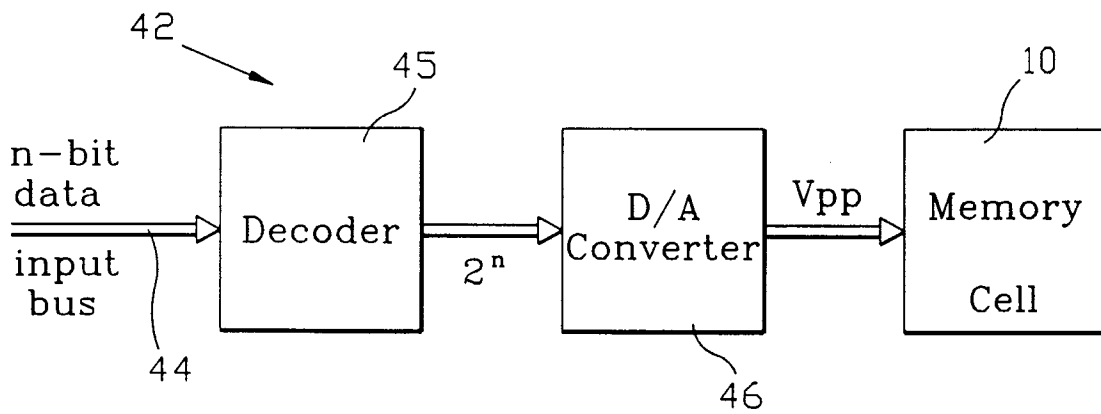 42
45
10
n-bit
data
input
bus
44
Decoder
2ⁿ
D/A
Converter
46
Vpp
Memory
Cell